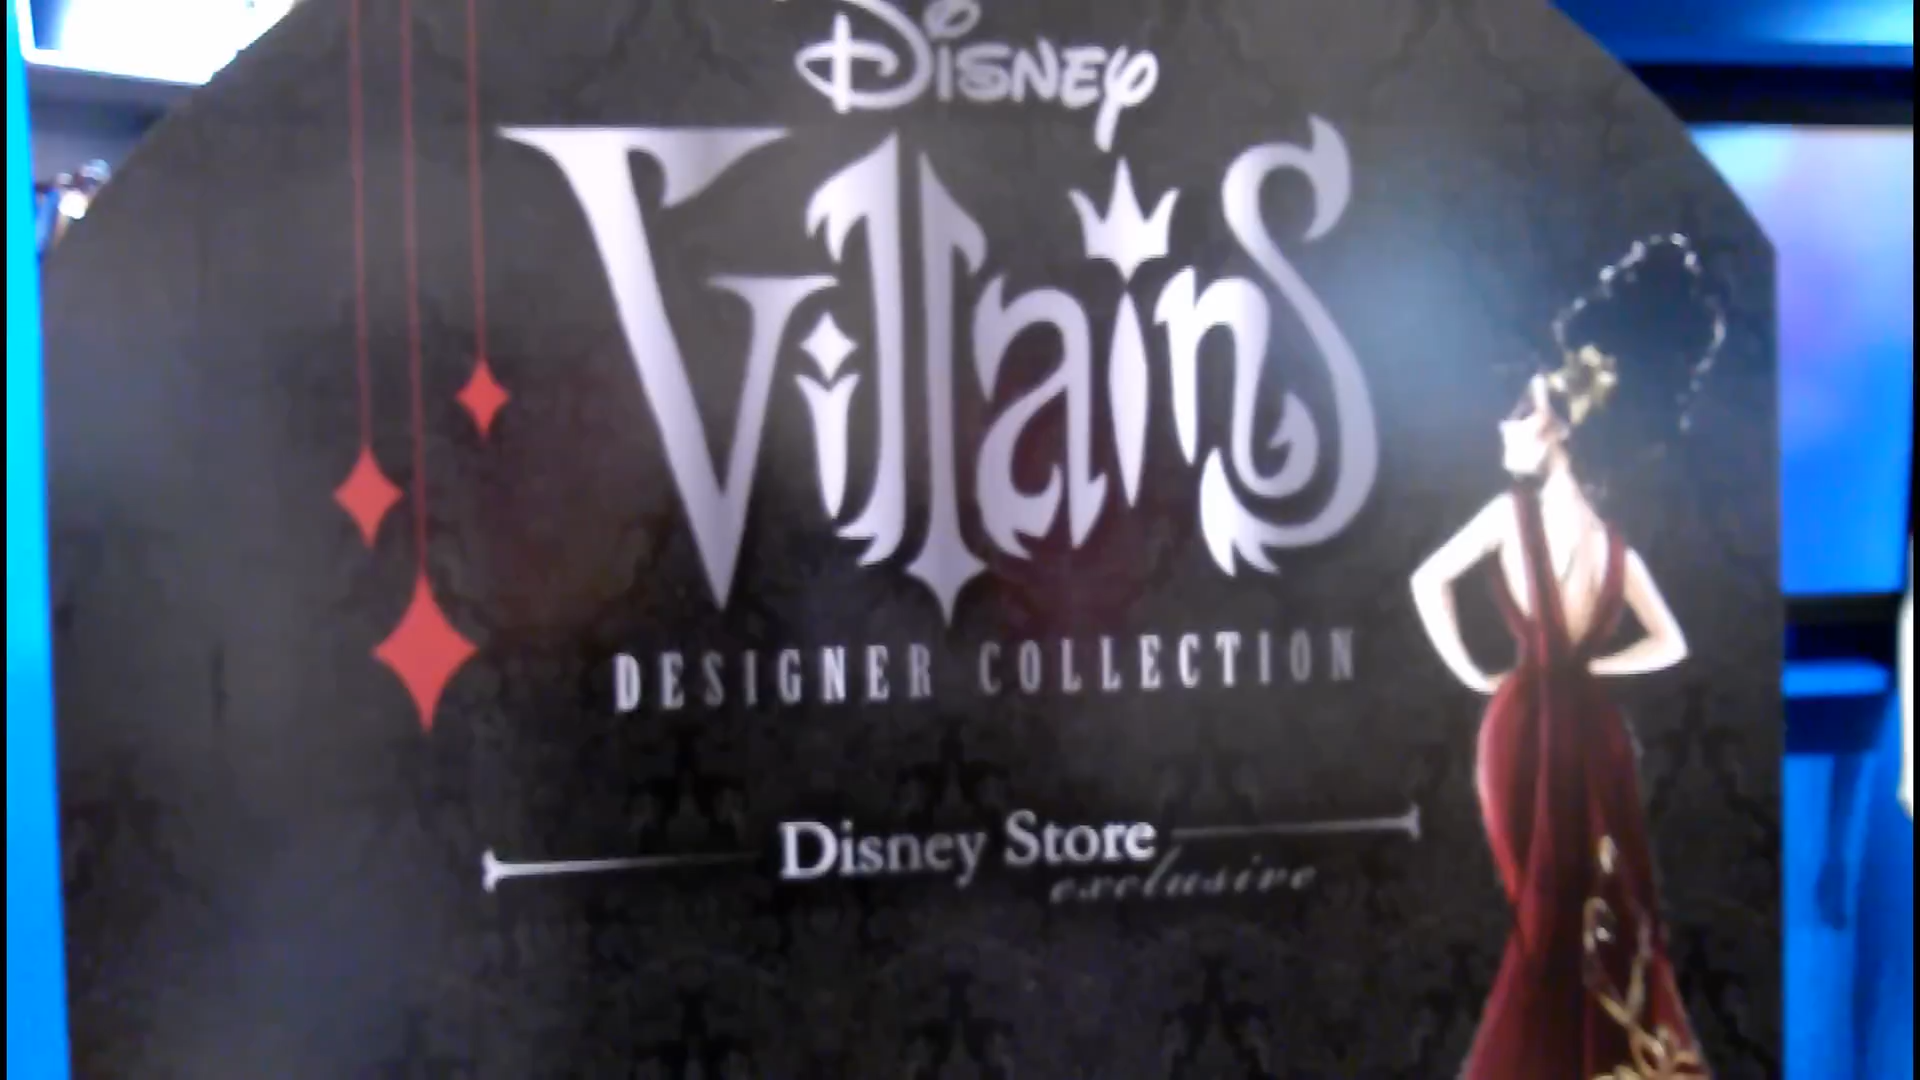 Disney
Villains
DESIGNER COLLECTION
Disney Store
exclusive